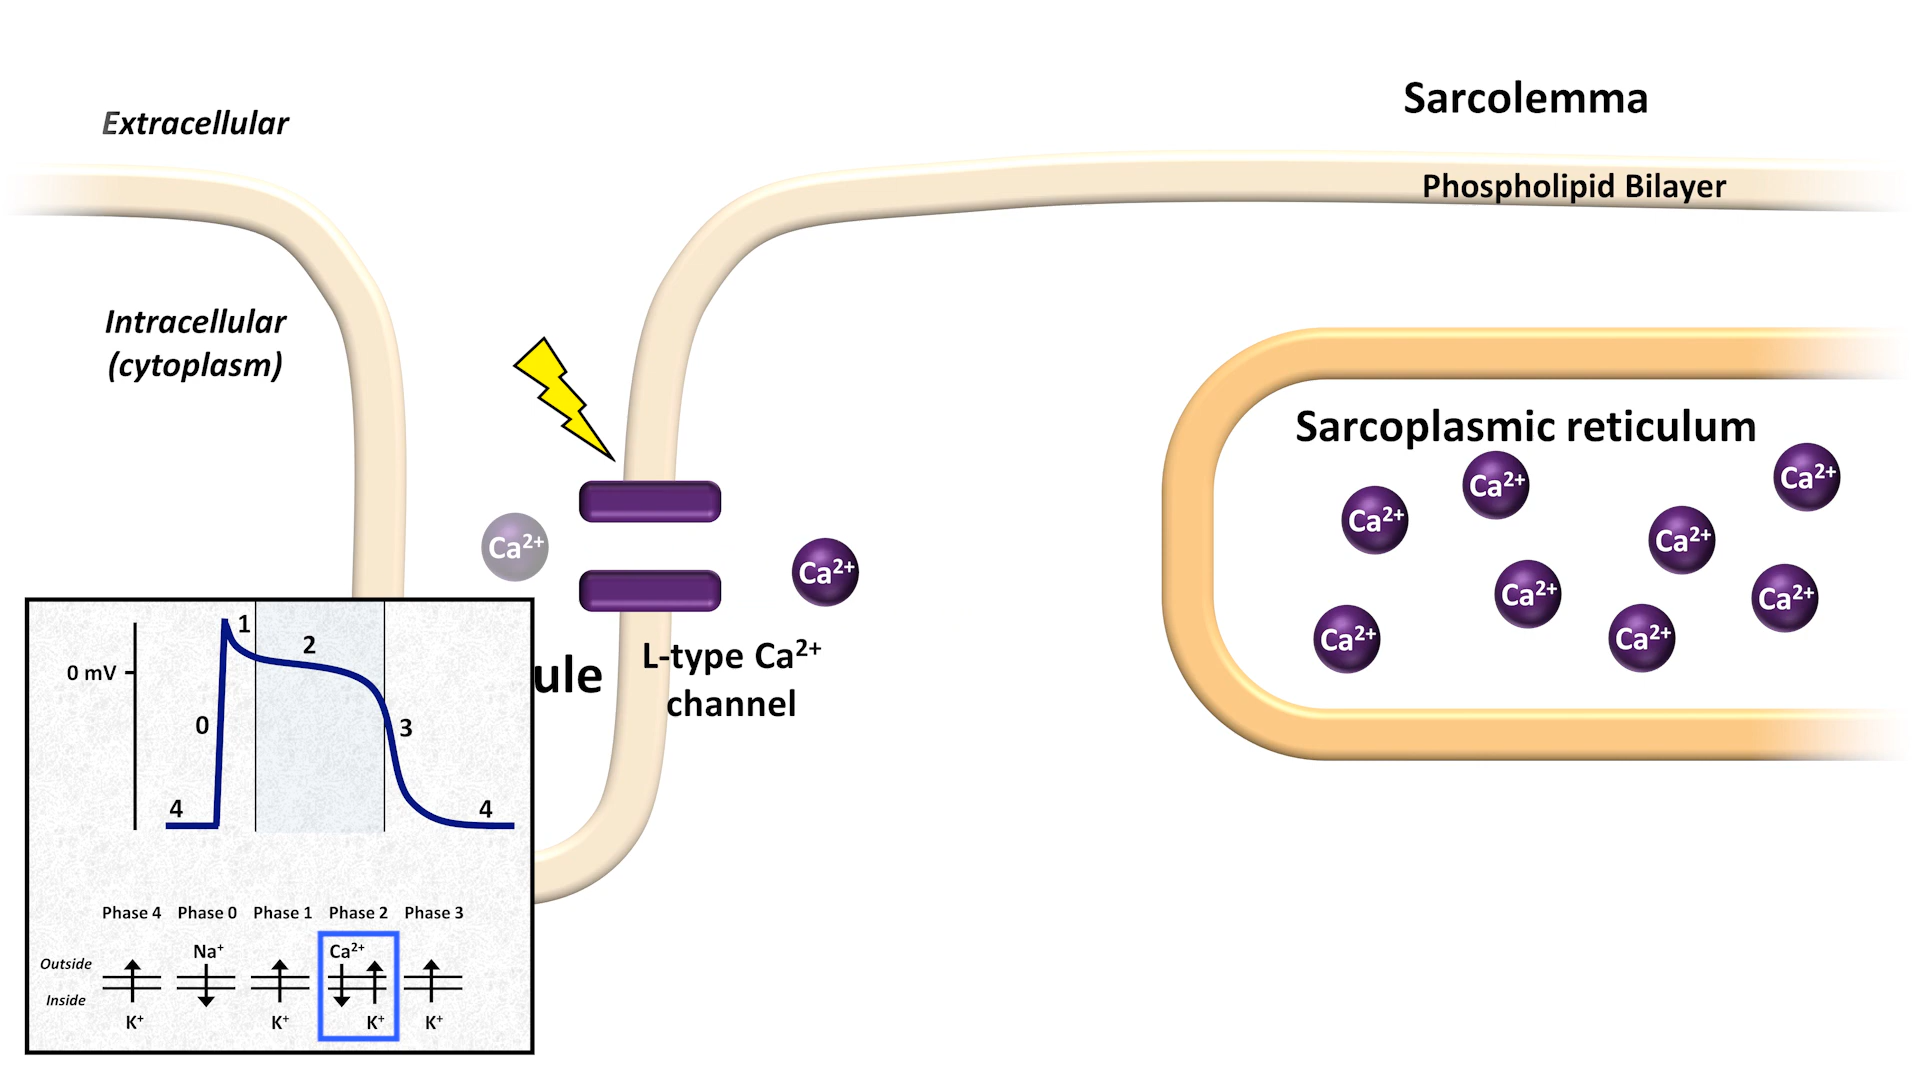 Sarcolemma
Extracellular
Phospholipid Bilayer
Intracellular
(cytoplasm)
Sarcoplasmic reticulum
Ca²⁺
Ca²⁺
Ca²⁺
Ca²⁺
Ca²⁺
Ca²⁺
Ca²⁺
Ca²⁺
Ca²⁺
Ca²⁺
L-type Ca²⁺
channel
ule
1
2
0 mV
0
3
4
4
Phase 4 Phase 0 Phase 1 Phase 2 Phase 3
Na⁺ Ca²⁺
Outside
Inside
K⁺ K⁺ K⁺ K⁺